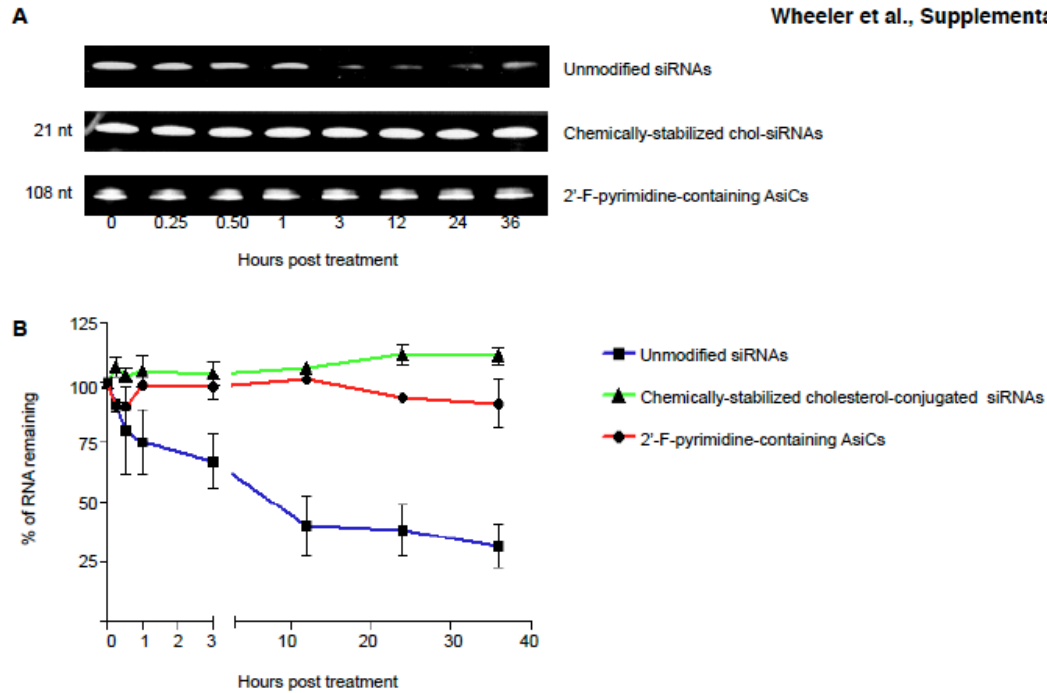 A
Wheeler et al., Supplementa
Unmodified siRNAs
21 nt
Chemically-stabilized chol-siRNAs
108 nt
2'-F-pyrimidine-containing AsiCs
0 0.25 0.50 1 3 12 24 36
Hours post treatment
B
125
100
75
50
25
% of RNA remaining
0 1 2 3 10 20 30 40
Hours post treatment
Unmodified siRNAs
Chemically-stabilized cholesterol-conjugated siRNAs
2'-F-pyrimidine-containing AsiCs